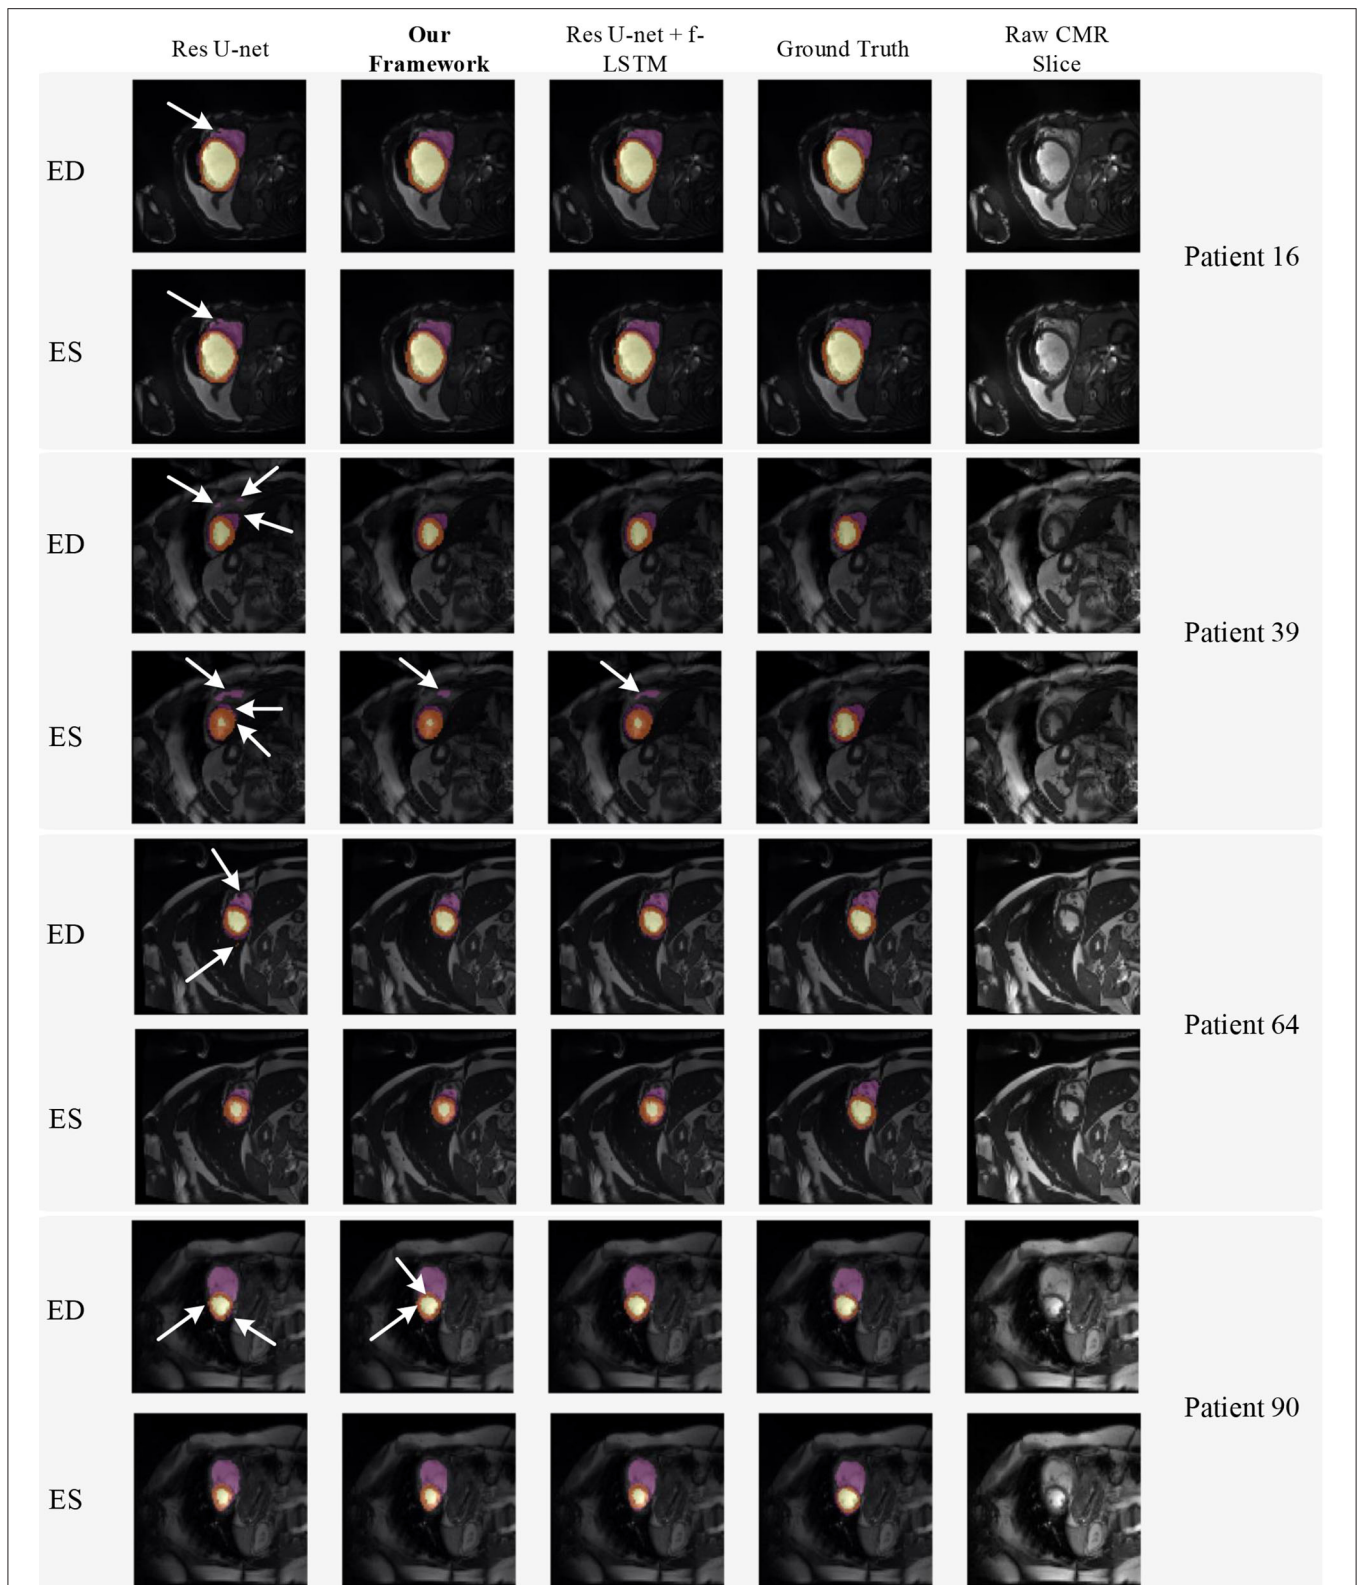 Res U-net
Our
Framework
Res U-net + f-
LSTM
Ground Truth
Raw CMR
Slice
ED
Patient 16
ES
ED
Patient 39
ES
ED
Patient 64
ES
ED
Patient 90
ES